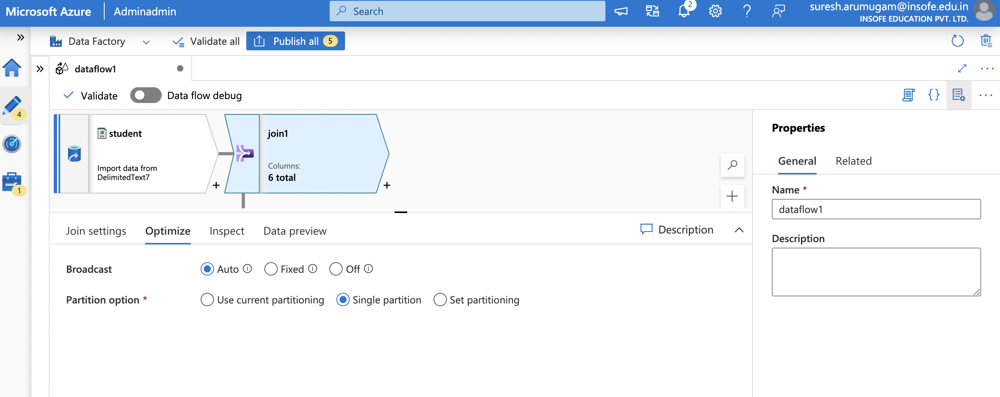 Microsoft Azure
Adminadmin
Search
2
suresh.arumugam@insofe.edu.in
INSOFE EDUCATION PVT. LTD.
Data Factory
Validate all
Publish all 5
dataflow1
Validate
Data flow debug
4
1
student
Import data from
DelimitedText7
join1
Columns:
6 total
Join settings
Optimize
Inspect
Data preview
Description
Broadcast
Auto
Fixed
Off
Partition option *
Use current partitioning
Single partition
Set partitioning
Properties
General
Related
Name *
dataflow1
Description